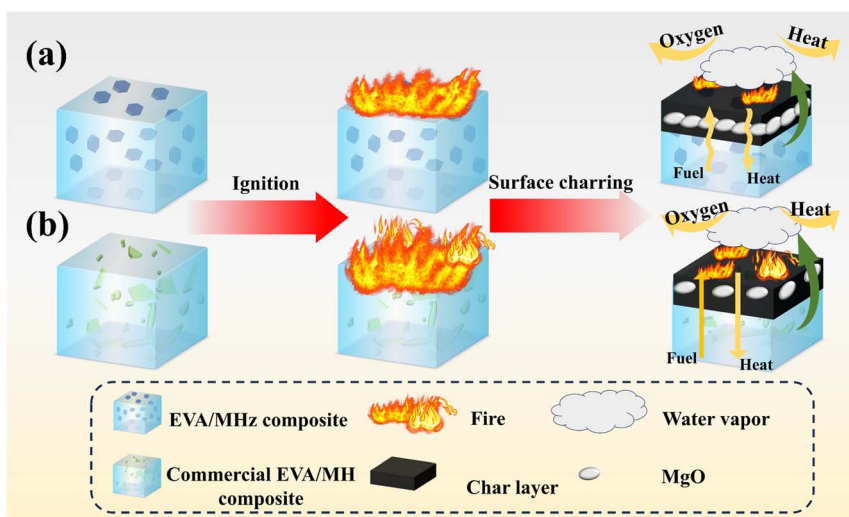 (a)
Oxygen
Heat
Ignition
Surface charring
Fuel
Heat
(b)
Oxygen
Heat
Fuel
Heat
EVA/MHz composite
Fire
Water vapor
Commercial EVA/MH
composite
Char layer
MgO